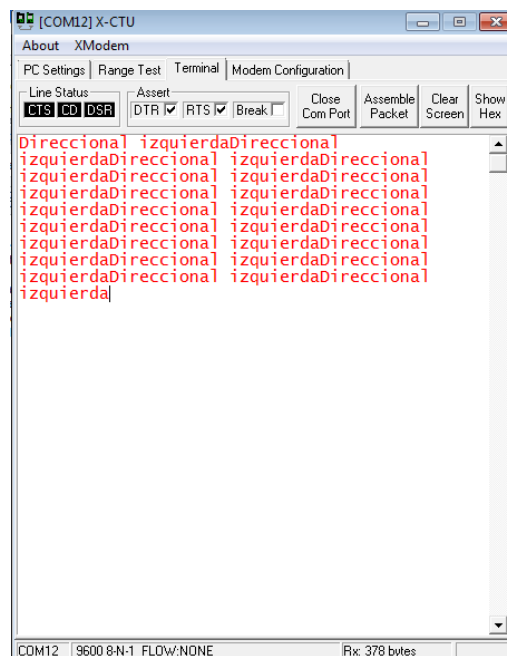 [COM12] X-CTU
About XModem
PC Settings Range Test Terminal Modem Configuration
Line Status Assert
CTS CD DSR DTR RTS Break Close Com Port Assemble Packet Clear Screen Show Hex
Direccional izquierdaDireccional
izquierdaDireccional izquierdaDireccional
izquierdaDireccional izquierdaDireccional
izquierdaDireccional izquierdaDireccional
izquierdaDireccional izquierdaDireccional
izquierdaDireccional izquierdaDireccional
izquierdaDireccional izquierdaDireccional
izquierdaDireccional izquierdaDireccional
izquierdaDireccional izquierdaDireccional
izquierda
COM12 9600 8-N-1 FLOW:NONE Rx: 378 bytes